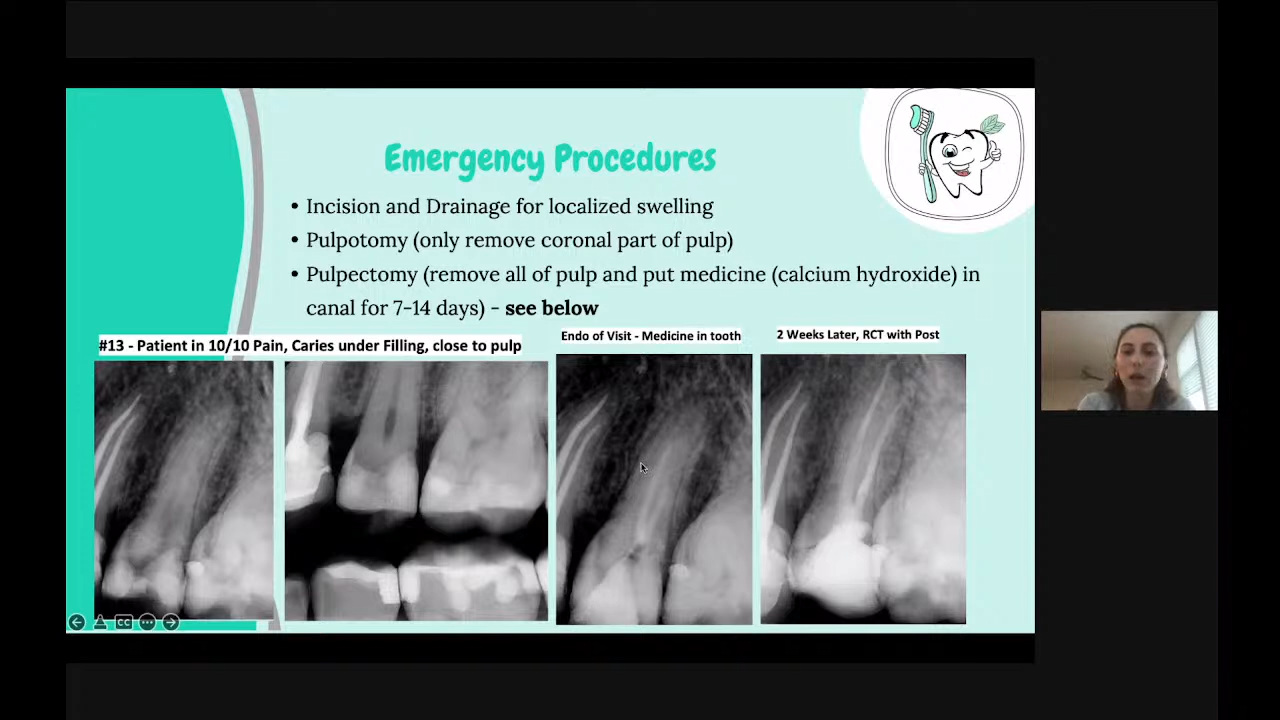 Emergency Procedures
• Incision and Drainage for localized swelling
• Pulpotomy (only remove coronal part of pulp)
• Pulpectomy (remove all of pulp and put medicine (calcium hydroxide) in
canal for 7-14 days) - see below
#13 - Patient in 10/10 Pain, Caries under Filling, close to pulp
Endo of Visit - Medicine in tooth
2 Weeks Later, RCT with Post
CC